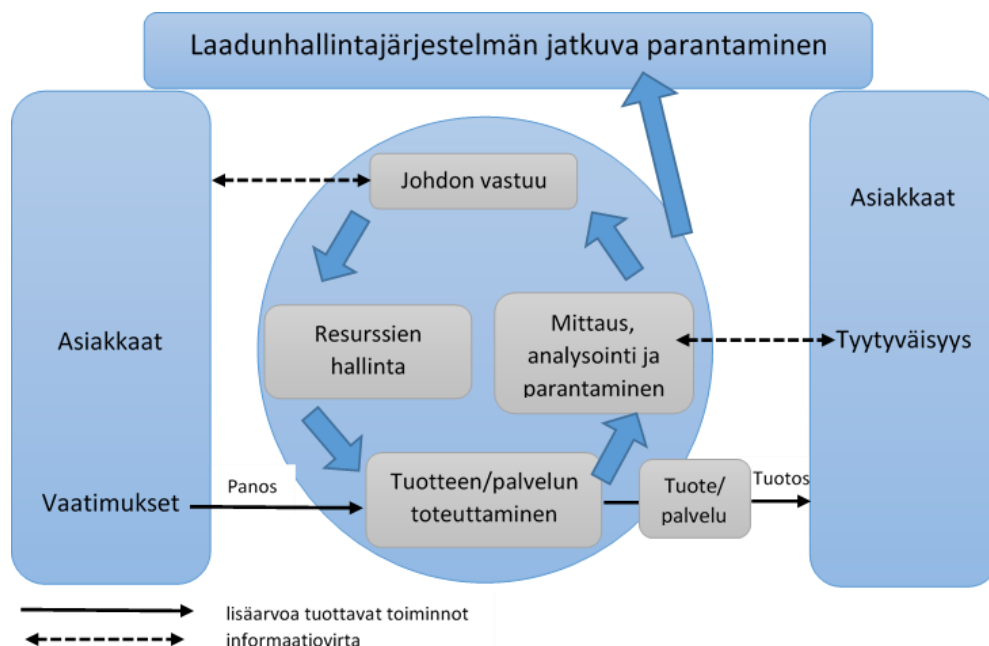 Laadunhallintajärjestelmän jatkuva parantaminen
Johdon vastuu
Asiakkaat
Resurssien
hallinta
Mittaus,
analysointi ja
parantaminen
Asiakkaat
Tyytyväisyys
Vaatimukset
Panos
Tuotteen/palvelun
toteuttaminen
Tuote/
palvelu
Tuotos
lisäarvoa tuottavat toiminnot
informaatiovirta